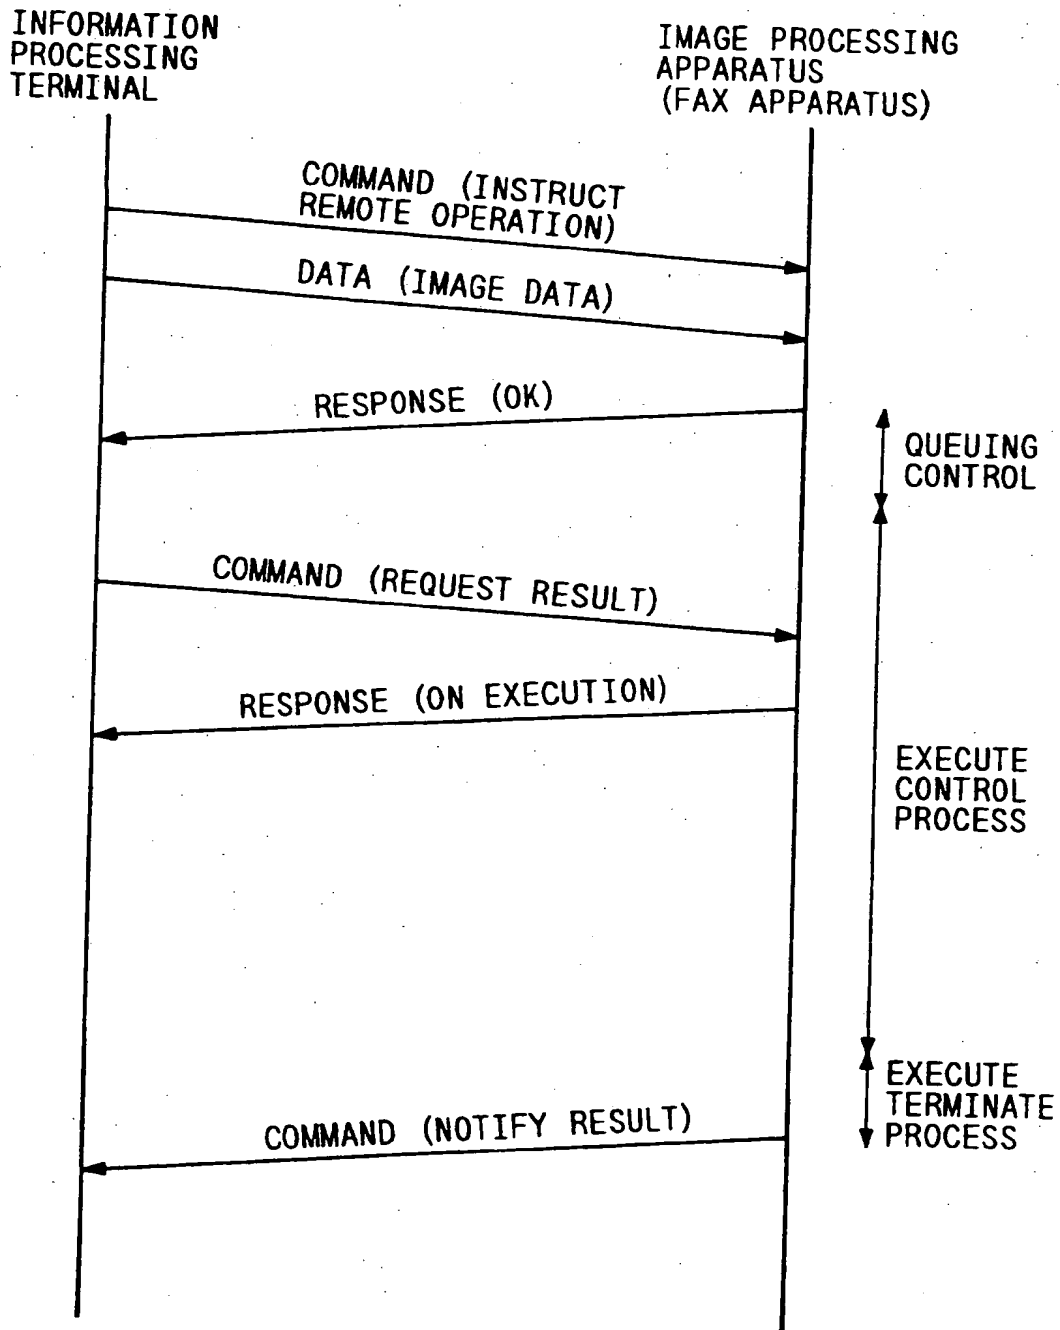 INFORMATION
PROCESSING
TERMINAL
IMAGE PROCESSING
APPARATUS
(FAX APPARATUS)
COMMAND (INSTRUCT
REMOTE OPERATION)
DATA (IMAGE DATA)
RESPONSE (OK)
QUEUING
CONTROL
COMMAND (REQUEST RESULT)
RESPONSE (ON EXECUTION)
EXECUTE
CONTROL
PROCESS
EXECUTE
TERMINATE
PROCESS
COMMAND (NOTIFY RESULT)